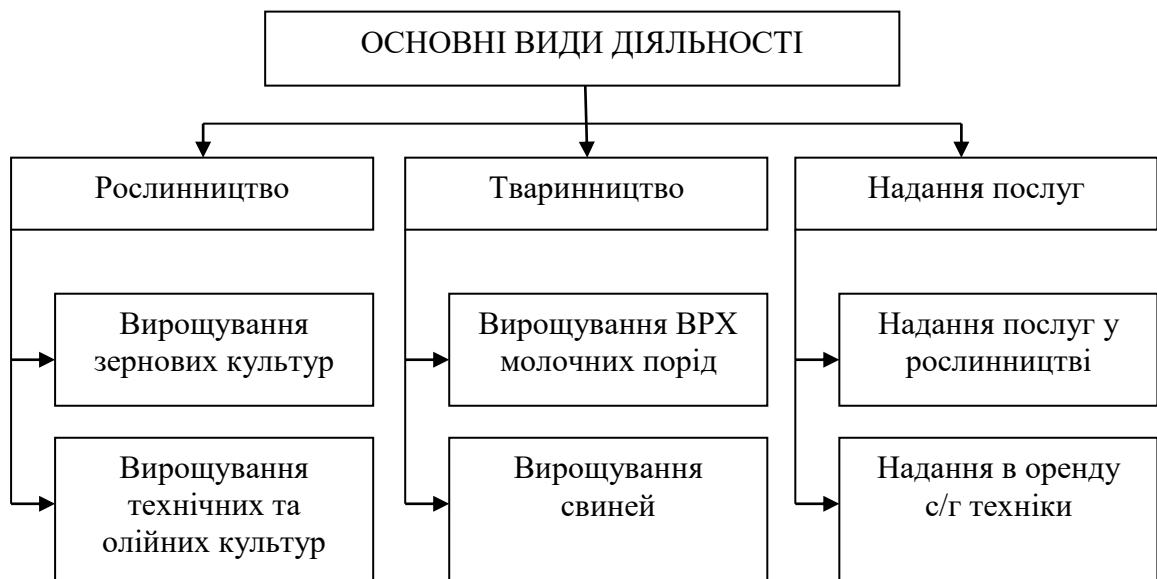 ОСНОВНІ ВИДИ ДІЯЛЬНОСТІ
Рослинництво
Тваринництво
Надання послуг
Вирощування
зернових культур
Вирощування ВРХ
молочних порід
Надання послуг у
рослинництві
Вирощування
технічних та
олійних культур
Вирощування
свиней
Надання в оренду
с/г техніки